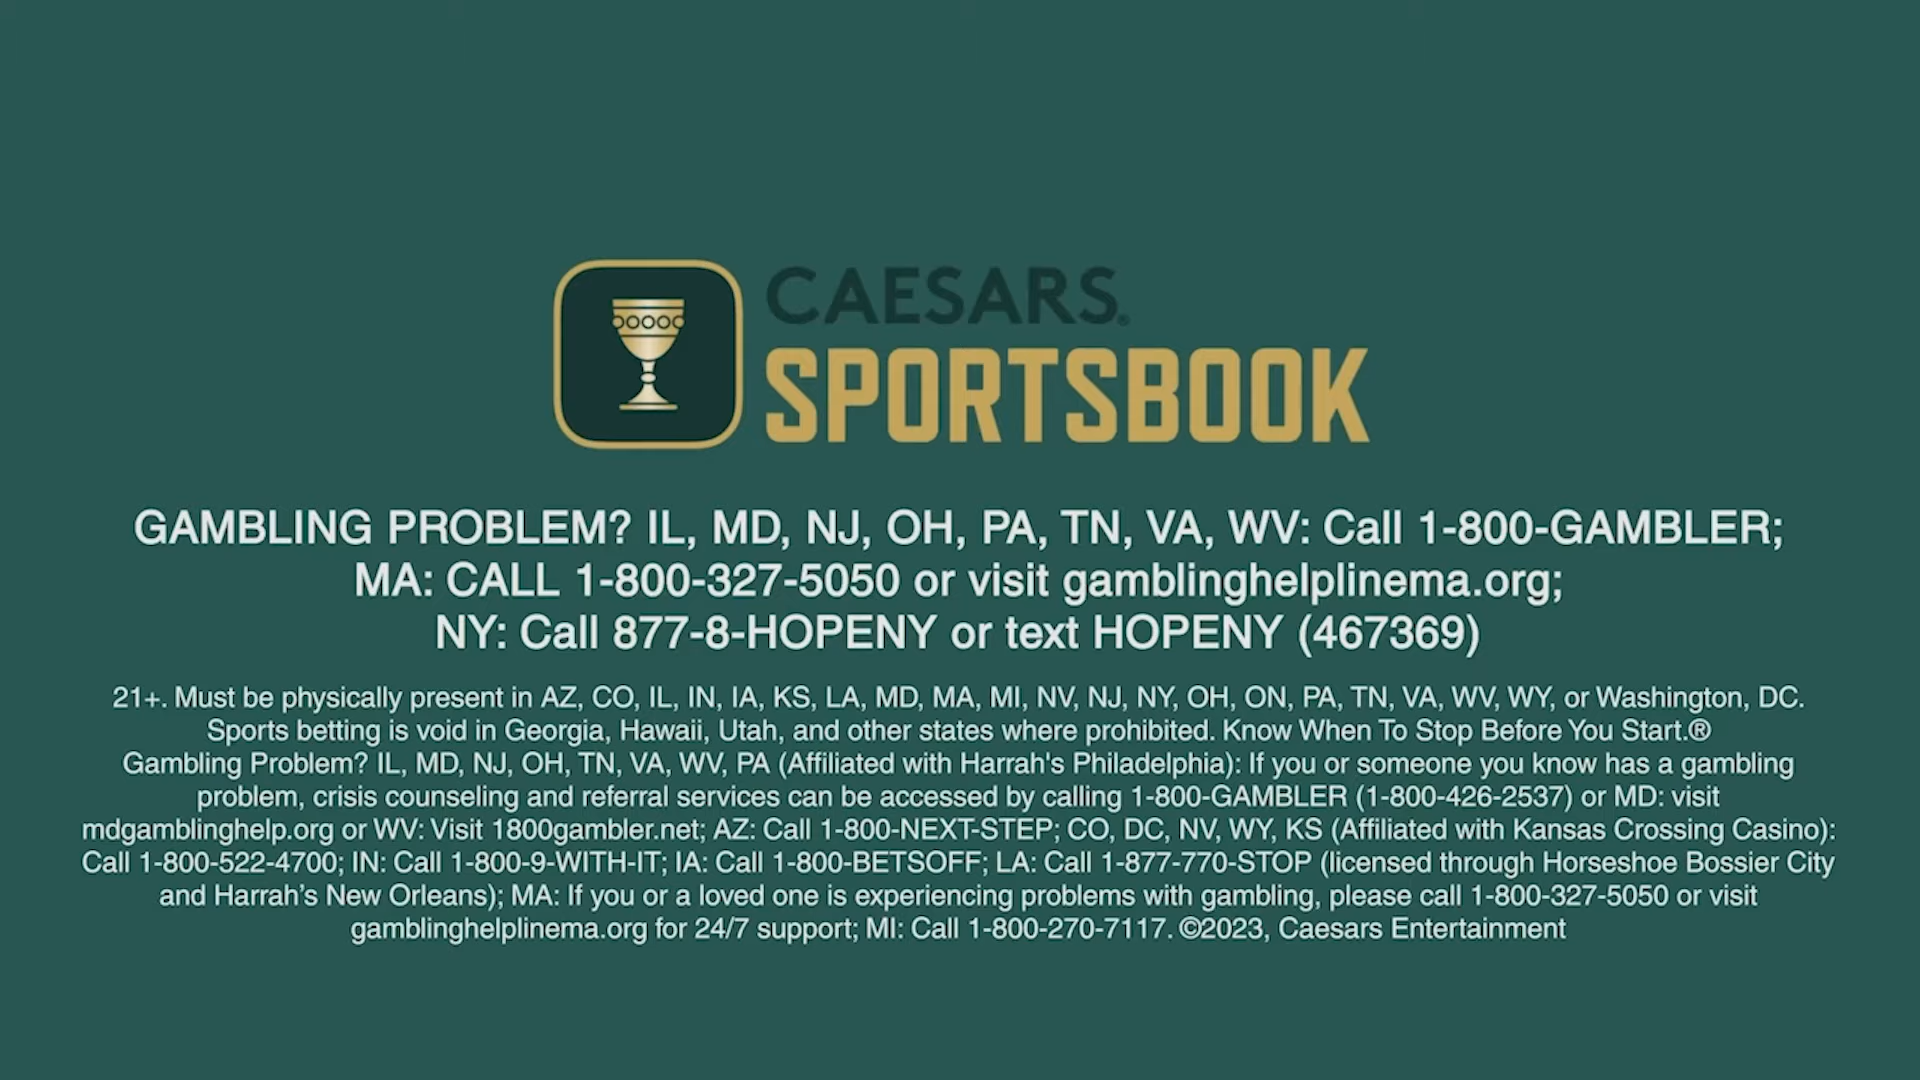 CAESARS®
SPORTSBOOK
GAMBLING PROBLEM? IL, MD, NJ, OH, PA, TN, VA, WV: Call 1-800-GAMBLER;
MA: CALL 1-800-327-5050 or visit gamblinghelplinema.org;
NY: Call 877-8-HOPENY or text HOPENY (467369)
21+. Must be physically present in AZ, CO, IL, IN, IA, KS, LA, MD, MA, MI, NV, NJ, NY, OH, ON, PA, TN, VA, WV, WY, or Washington, DC.
Sports betting is void in Georgia, Hawaii, Utah, and other states where prohibited. Know When To Stop Before You Start.®
Gambling Problem? IL, MD, NJ, OH, TN, VA, WV, PA (Affiliated with Harrah's Philadelphia): If you or someone you know has a gambling
problem, crisis counseling and referral services can be accessed by calling 1-800-GAMBLER (1-800-426-2537) or MD: visit
mdgamblinghelp.org or WV: Visit 1800gambler.net; AZ: Call 1-800-NEXT-STEP; CO, DC, NV, WY, KS (Affiliated with Kansas Crossing Casino):
Call 1-800-522-4700; IN: Call 1-800-9-WITH-IT; IA: Call 1-800-BETSOFF; LA: Call 1-877-770-STOP (licensed through Horseshoe Bossier City
and Harrah’s New Orleans); MA: If you or a loved one is experiencing problems with gambling, please call 1-800-327-5050 or visit
gamblinghelplinema.org for 24/7 support; MI: Call 1-800-270-7117. ©2023, Caesars Entertainment